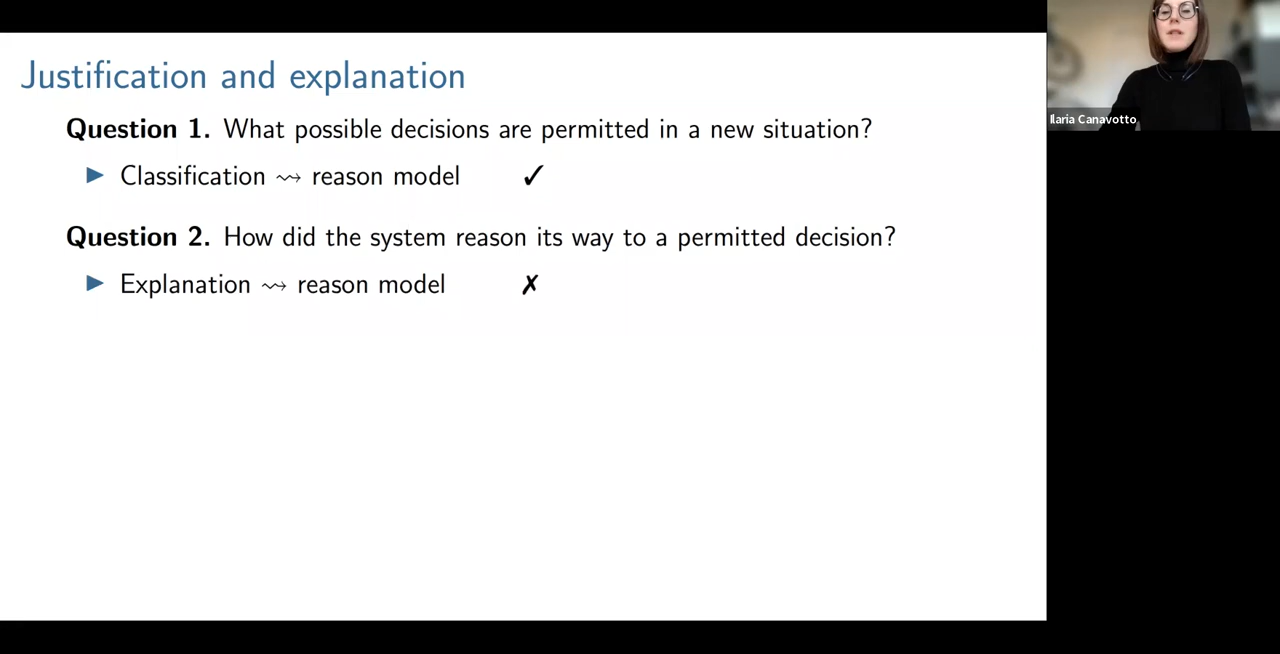 Justification and explanation
Question 1. What possible decisions are permitted in a new situation?
▶ Classification ⇝ reason model ✓
Question 2. How did the system reason its way to a permitted decision?
▶ Explanation ⇝ reason model ✗
Ilaria Canavotto